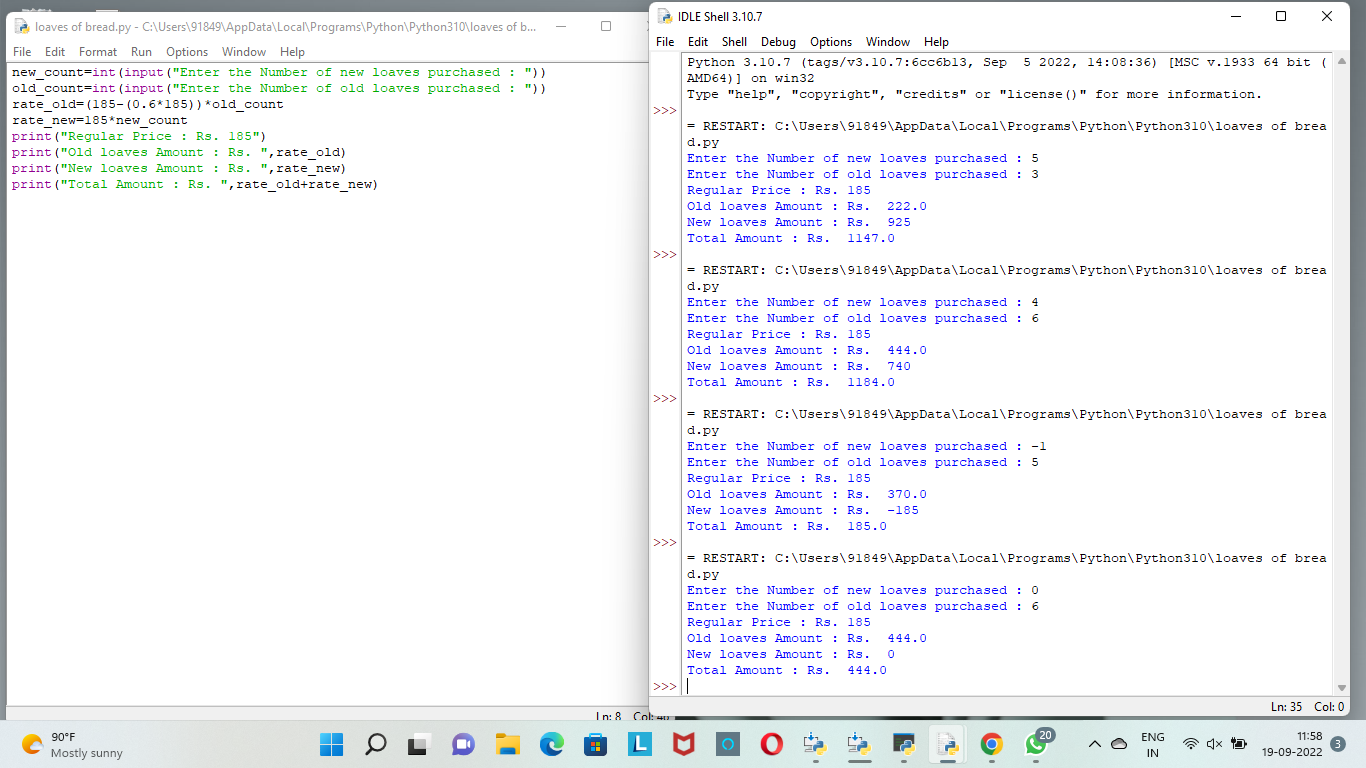 loaves of bread.py - C:\Users\91849\AppData\Local\Programs\Python\Python310\loaves of b...
File Edit Format Run Options Window Help
new_count=int(input("Enter the Number of new loaves purchased : "))
old_count=int(input("Enter the Number of old loaves purchased : "))
rate_old=(185-(0.6*185))*old_count
rate_new=185*new_count
print("Regular Price : Rs. 185")
print("Old loaves Amount : Rs. ",rate_old)
print("New loaves Amount : Rs. ",rate_new)
print("Total Amount : Rs. ",rate_old+rate_new)
Ln: 8 Col: 40
IDLE Shell 3.10.7
File Edit Shell Debug Options Window Help
Python 3.10.7 (tags/v3.10.7:6cc6b13, Sep  5 2022, 14:08:36) [MSC v.1933 64 bit (
AMD64)] on win32
Type "help", "copyright", "credits" or "license()" for more information.
>>>
= RESTART: C:\Users\91849\AppData\Local\Programs\Python\Python310\loaves of brea
d.py
Enter the Number of new loaves purchased : 5
Enter the Number of old loaves purchased : 3
Regular Price : Rs. 185
Old loaves Amount : Rs.  222.0
New loaves Amount : Rs.  925
Total Amount : Rs.  1147.0
>>>
= RESTART: C:\Users\91849\AppData\Local\Programs\Python\Python310\loaves of brea
d.py
Enter the Number of new loaves purchased : 4
Enter the Number of old loaves purchased : 6
Regular Price : Rs. 185
Old loaves Amount : Rs.  444.0
New loaves Amount : Rs.  740
Total Amount : Rs.  1184.0
>>>
= RESTART: C:\Users\91849\AppData\Local\Programs\Python\Python310\loaves of brea
d.py
Enter the Number of new loaves purchased : -1
Enter the Number of old loaves purchased : 5
Regular Price : Rs. 185
Old loaves Amount : Rs.  370.0
New loaves Amount : Rs.  -185
Total Amount : Rs.  185.0
>>>
= RESTART: C:\Users\91849\AppData\Local\Programs\Python\Python310\loaves of brea
d.py
Enter the Number of new loaves purchased : 0
Enter the Number of old loaves purchased : 6
Regular Price : Rs. 185
Old loaves Amount : Rs.  444.0
New loaves Amount : Rs.  0
Total Amount : Rs.  444.0
>>>
Ln: 35 Col: 0
90°F
Mostly sunny
L
20
ENG
IN
11:58
19-09-2022
3